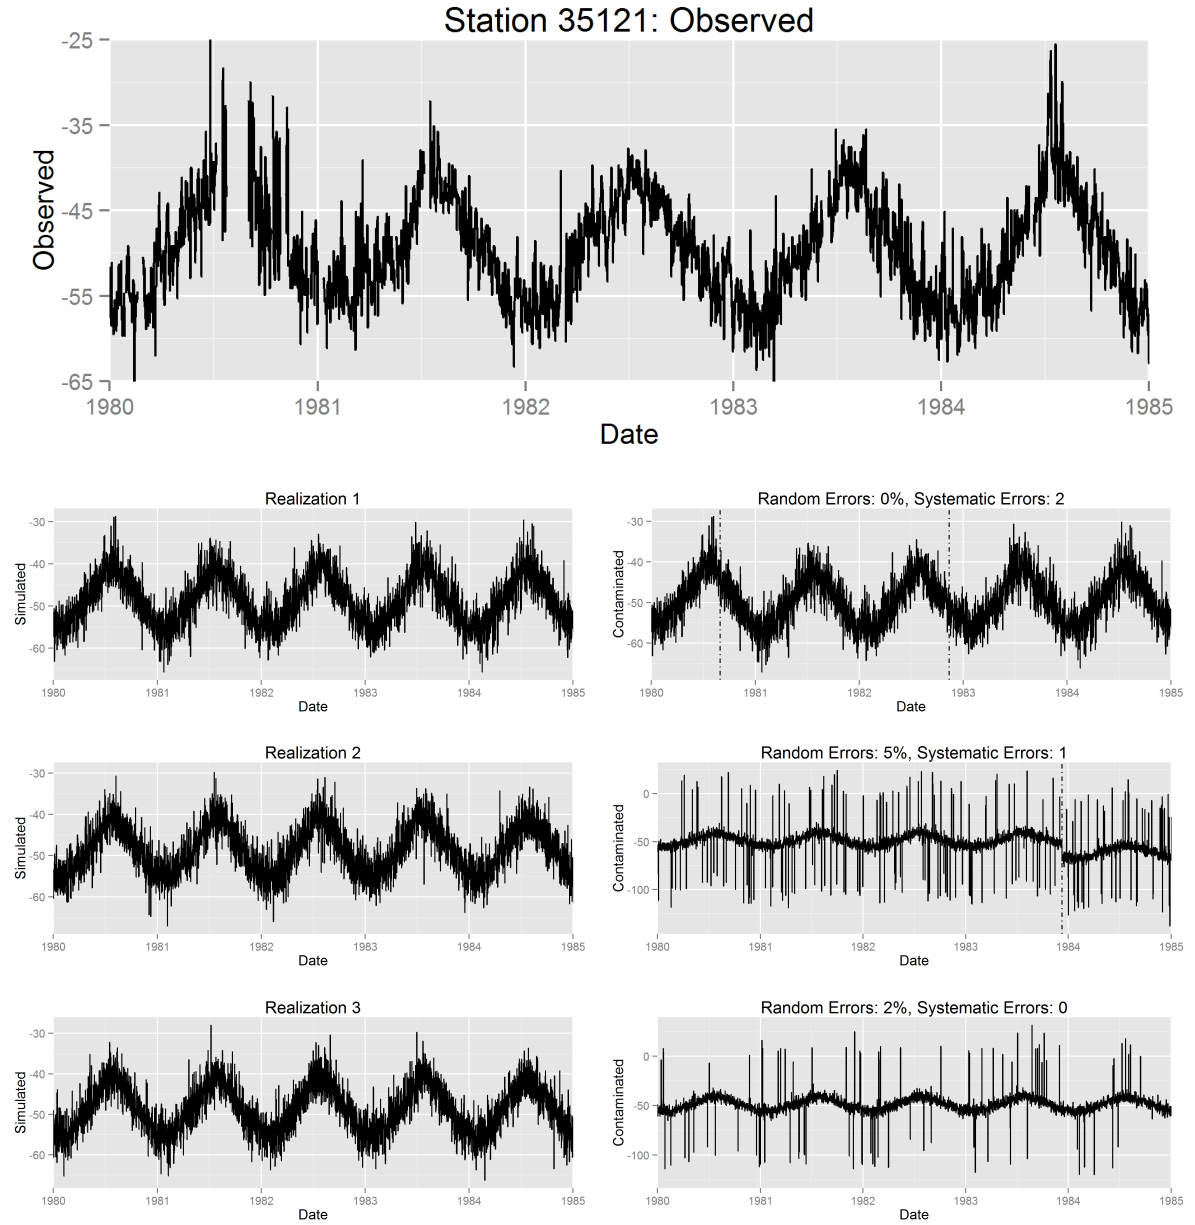 Station 35121: Observed
Observed
-25
-35
-45
-55
-65
1980 1981 1982 1983 1984 1985
Date
Realization 1
Simulated
-30
-40
-50
-60
1980 1981 1982 1983 1984 1985
Date
Random Errors: 0%, Systematic Errors: 2
Contaminated
-30
-40
-50
-60
1980 1981 1982 1983 1984 1985
Date
Realization 2
Simulated
-30
-40
-50
-60
1980 1981 1982 1983 1984 1985
Date
Random Errors: 5%, Systematic Errors: 1
Contaminated
0
-50
-100
1980 1981 1982 1983 1984 1985
Date
Realization 3
Simulated
-30
-40
-50
-60
1980 1981 1982 1983 1984 1985
Date
Random Errors: 2%, Systematic Errors: 0
Contaminated
0
-50
-100
1980 1981 1982 1983 1984 1985
Date